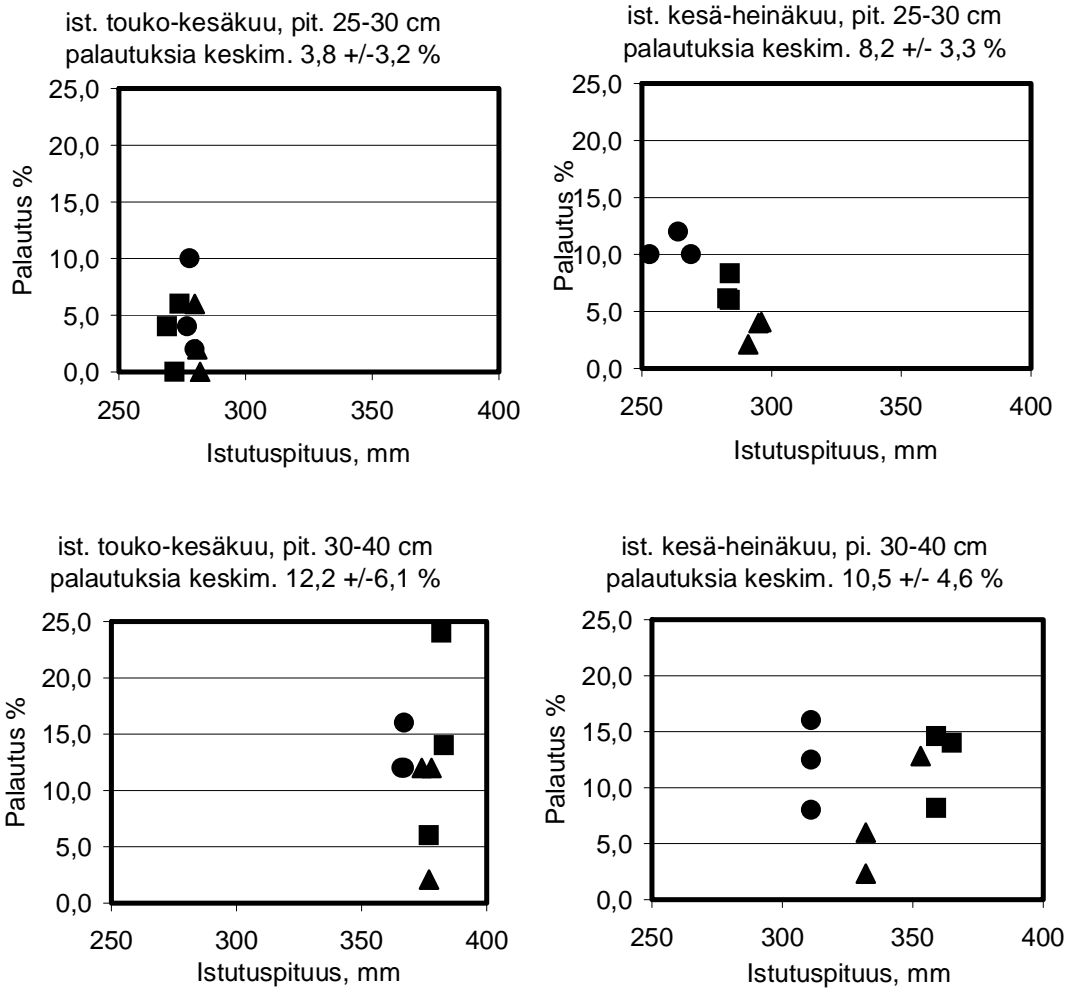 ist. touko-kesäkuu, pit. 25-30 cm
palautuksia keskim. 3,8 +/-3,2 %
25,0
20,0
15,0
10,0
5,0
0,0
Palautus %
250
300
350
400
Istutuspituus, mm
ist. kesä-heinäkuu, pit. 25-30 cm
palautuksia keskim. 8,2 +/- 3,3 %
25,0
20,0
15,0
10,0
5,0
0,0
Palautus %
250
300
350
400
Istutuspituus, mm
ist. touko-kesäkuu, pit. 30-40 cm
palautuksia keskim. 12,2 +/-6,1 %
25,0
20,0
15,0
10,0
5,0
0,0
Palautus %
250
300
350
400
Istutuspituus, mm
ist. kesä-heinäkuu, pi. 30-40 cm
palautuksia keskim. 10,5 +/- 4,6 %
25,0
20,0
15,0
10,0
5,0
0,0
Palautus %
250
300
350
400
Istutuspituus, mm